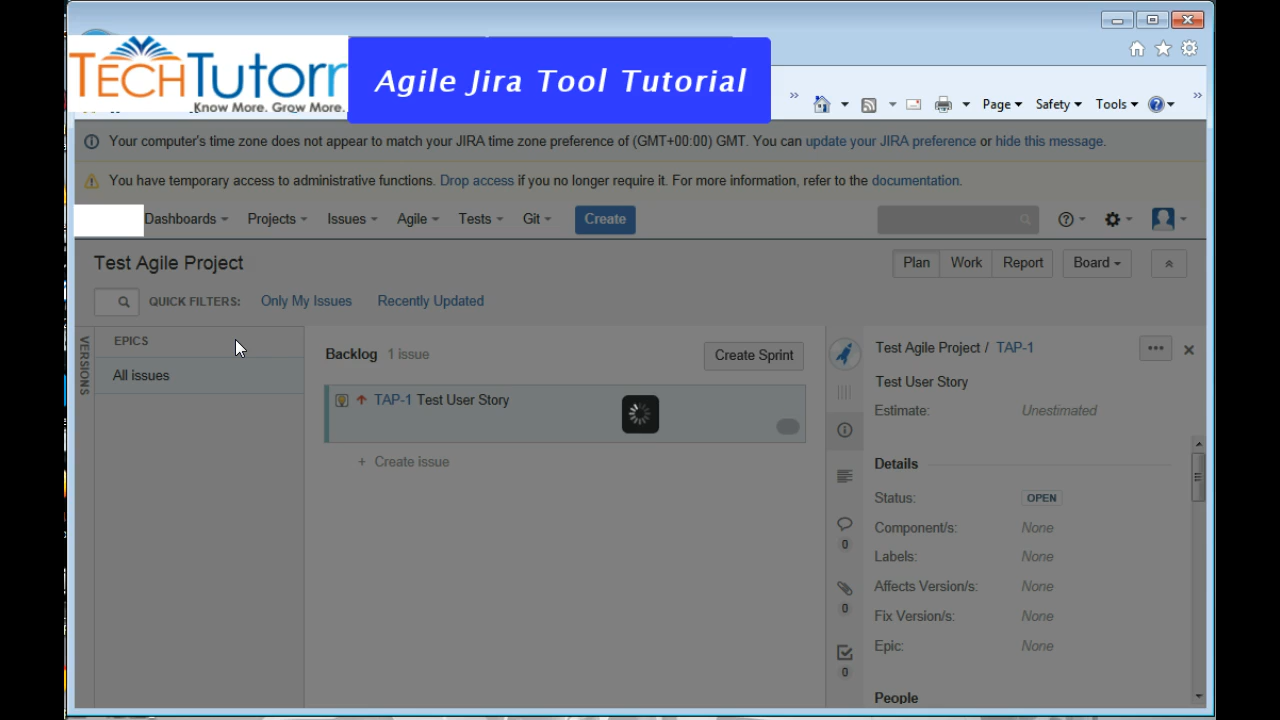 TECHTutorr
Know More. Grow More.
Agile Jira Tool Tutorial
Page Safety Tools
Your computer's time zone does not appear to match your JIRA time zone preference of (GMT+00:00) GMT. You can update your JIRA preference or hide this message.
You have temporary access to administrative functions. Drop access if you no longer require it. For more information, refer to the documentation.
Dashboards Projects Issues Agile Tests Git Create
Test Agile Project
Plan Work Report Board
QUICK FILTERS: Only My Issues Recently Updated
VERSIONS
EPICS
All issues
Backlog 1 issue
Create Sprint
TAP-1 Test User Story
+ Create issue
0
0
0
Test Agile Project / TAP-1
Test User Story
Estimate: Unestimated
Details
Status: OPEN
Component/s: None
Labels: None
Affects Version/s: None
Fix Version/s: None
Epic: None
People